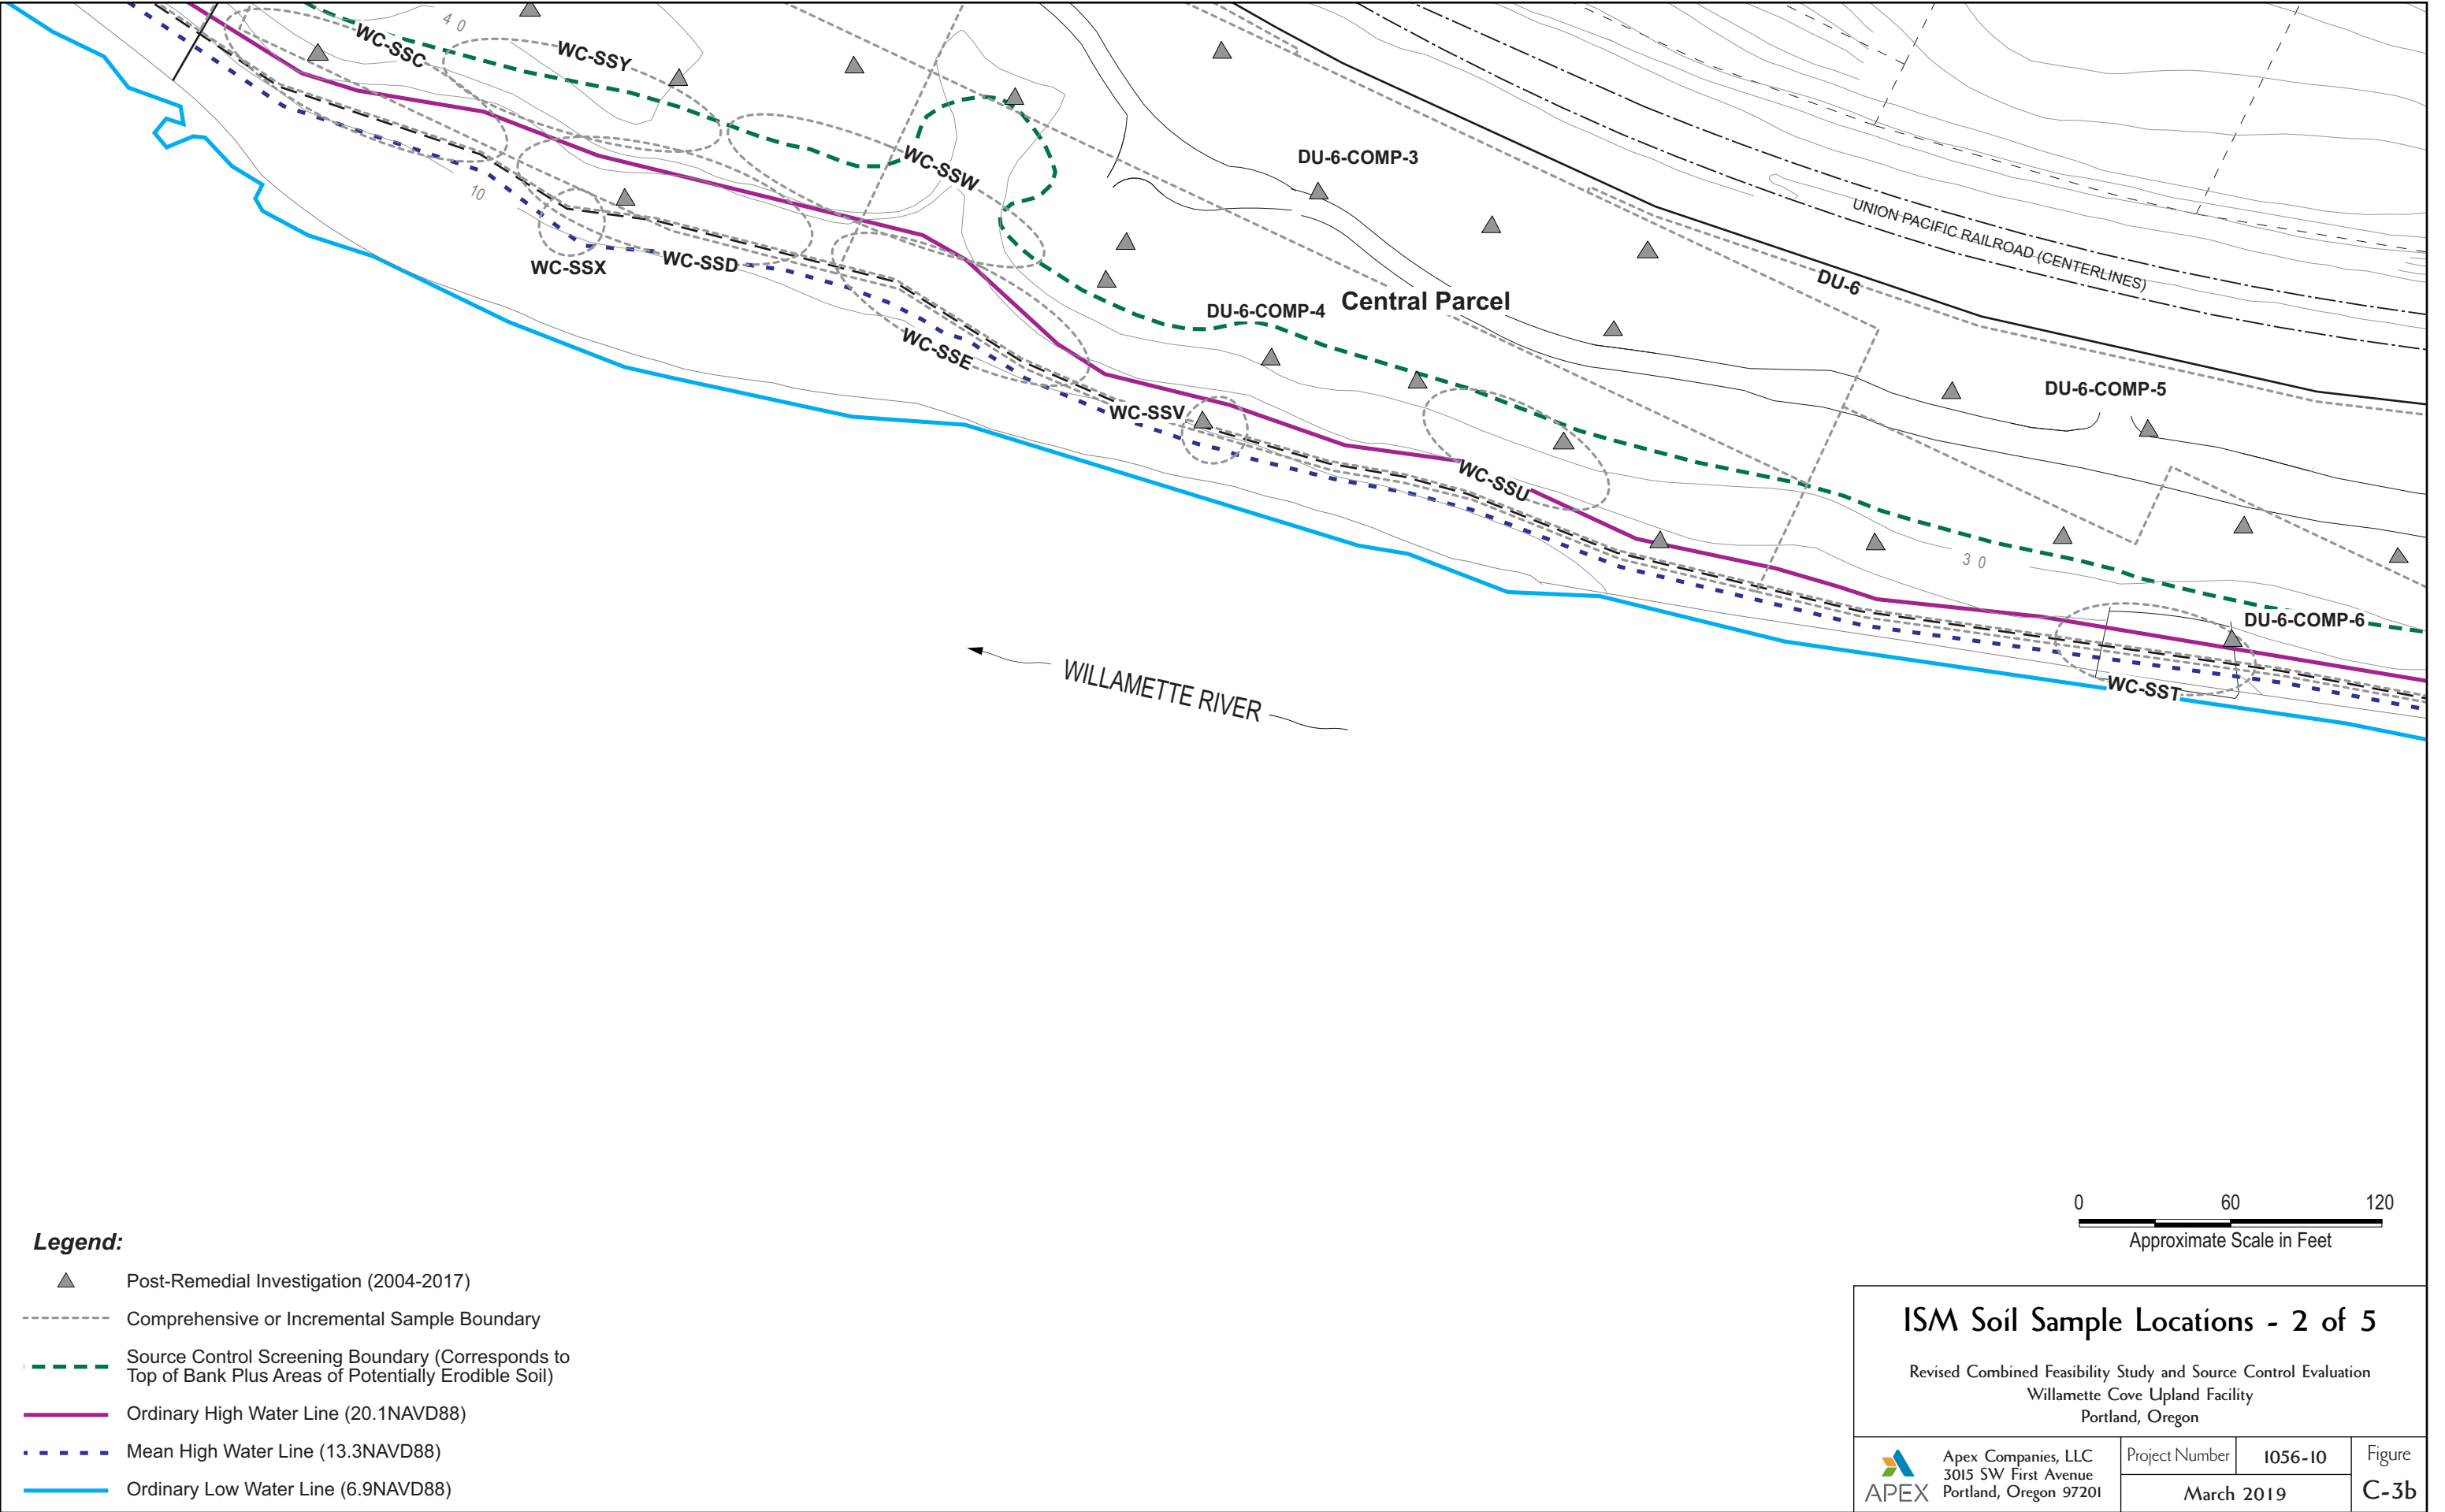 4 0
WC-SSC
WC-SSY
WC-SSW
DU-6-COMP-3
10
WC-SSX
WC-SSD
UNION PACIFIC RAILROAD (CENTERLINES)
DU-6
Central Parcel
DU-6-COMP-4
WC-SSE
DU-6-COMP-5
WC-SSV
WC-SSU
3 0
DU-6-COMP-6
WC-SST
WILLAMETTE RIVER
0 60 120
Approximate Scale in Feet
Legend:
Post-Remedial Investigation (2004-2017)
Comprehensive or Incremental Sample Boundary
Source Control Screening Boundary (Corresponds to
Top of Bank Plus Areas of Potentially Erodible Soil)
Ordinary High Water Line (20.1NAVD88)
Mean High Water Line (13.3NAVD88)
Ordinary Low Water Line (6.9NAVD88)
ISM Soil Sample Locations - 2 of 5
Revised Combined Feasibility Study and Source Control Evaluation
Willamette Cove Upland Facility
Portland, Oregon
APEX
Apex Companies, LLC
3015 SW First Avenue
Portland, Oregon 97201
Project Number 1056-10
March 2019
Figure
C-3b